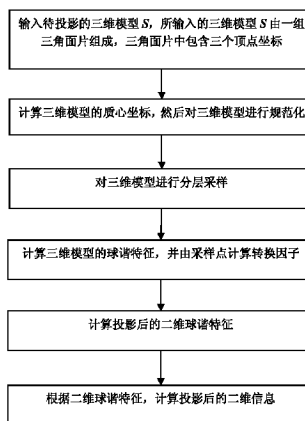 输入待投影的三维模型S，所输入的三维模型S由一组
三角面片组成，三角面片中包含三个顶点坐标
计算三维模型的质心坐标，然后对三维模型进行规范化
对三维模型进行分层采样
计算三维模型的球谐特征，并由采样点计算转换因子
计算投影后的二维球谐特征
根据二维球谐特征，计算投影后的二维信息